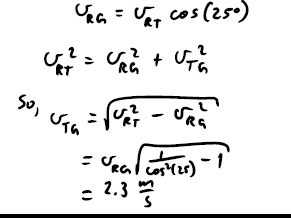 v_RG = v_RT cos(25°)
v_RT² = v_RG² + v_TG²
So, v_TG = √(v_RT² − v_RG²)
= v_RG √(1/cos²(25) − 1)
= 2.3 m/s